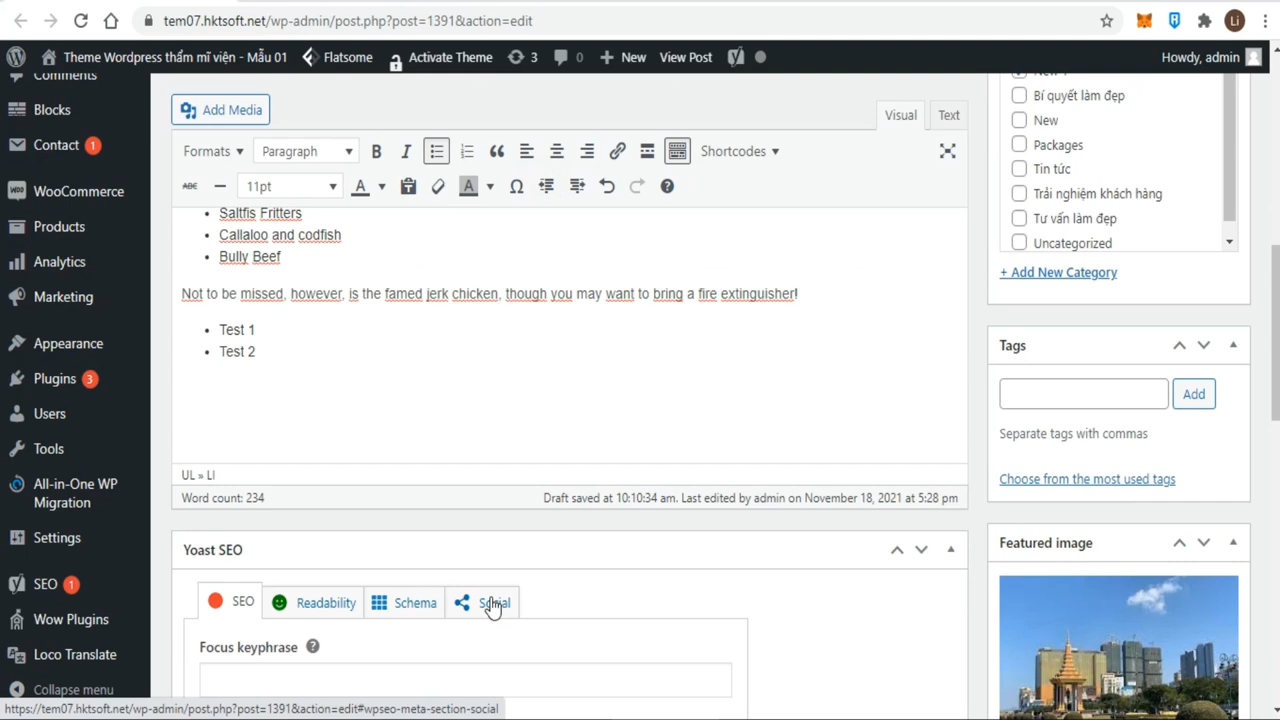 tem07.hktsoft.net/wp-admin/post.php?post=1391&action=edit
Li
Theme Wordpress thẩm mĩ viện - Mẫu 01
Flatsome
Activate Theme
3
0
New
View Post
Howdy, admin
Comments
Blocks
Contact 1
WooCommerce
Products
Analytics
Marketing
Appearance
Plugins 3
Users
Tools
All-in-One WP
Migration
Settings
SEO 1
Wow Plugins
Loco Translate
Collapse menu
Add Media
Visual
Text
Formats
Paragraph
B
I
Shortcodes
ABC
11pt
A
A
Ω
Saltfis Fritters
Callaloo and codfish
Bully Beef
Not to be missed, however, is the famed jerk chicken, though you may want to bring a fire extinguisher!
Test 1
Test 2
UL » LI
Word count: 234
Draft saved at 10:10:34 am. Last edited by admin on November 18, 2021 at 5:28 pm
Yoast SEO
SEO
Readability
Schema
Social
Focus keyphrase
Bí quyết làm đẹp
New
Packages
Tin tức
Trải nghiệm khách hàng
Tư vấn làm đẹp
Uncategorized
+ Add New Category
Tags
Add
Separate tags with commas
Choose from the most used tags
Featured image
https://tem07.hktsoft.net/wp-admin/post.php?post=1391&action=edit#wpseo-meta-section-social